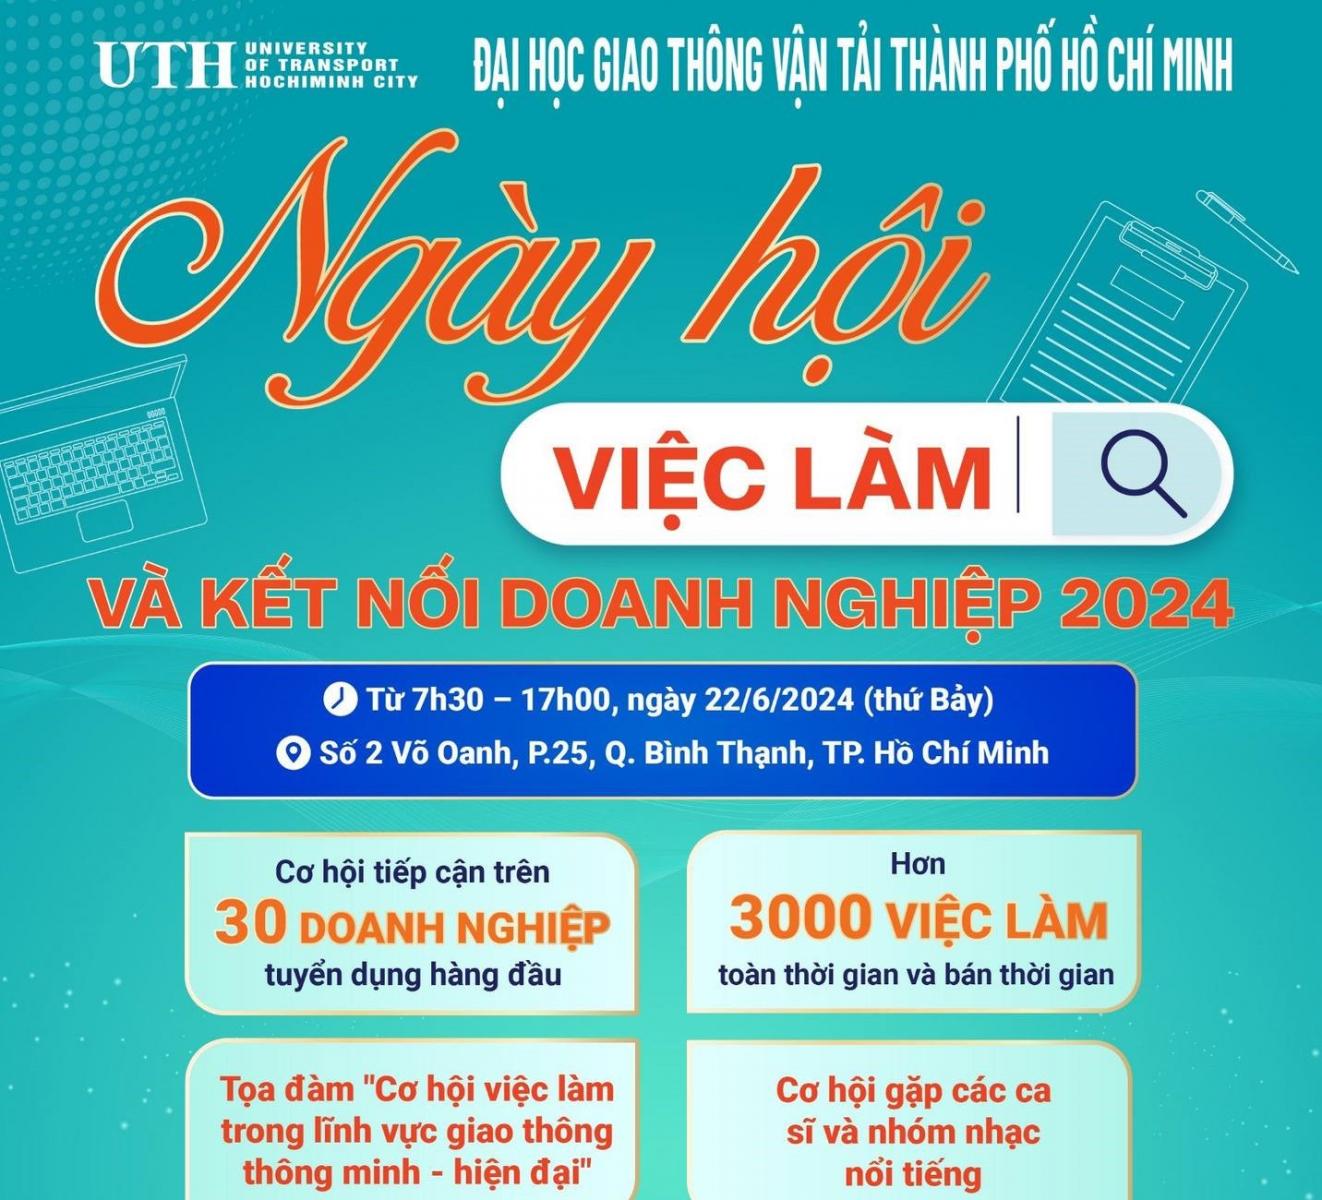 UTH UNIVERSITY
OF TRANSPORT
HOCHIMINH CITY
ĐẠI HỌC GIAO THÔNG VẬN TẢI THÀNH PHỐ HỒ CHÍ MINH
Ngày hội
VIỆC LÀM
VÀ KẾT NỐI DOANH NGHIỆP 2024
Từ 7h30 – 17h00, ngày 22/6/2024 (thứ Bảy)
Số 2 Võ Oanh, P.25, Q. Bình Thạnh, TP. Hồ Chí Minh
Cơ hội tiếp cận trên
30 DOANH NGHIỆP
tuyển dụng hàng đầu
Hơn
3000 VIỆC LÀM
toàn thời gian và bán thời gian
Tọa đàm "Cơ hội việc làm
trong lĩnh vực giao thông
thông minh - hiện đại"
Cơ hội gặp các ca
sĩ và nhóm nhạc
nổi tiếng